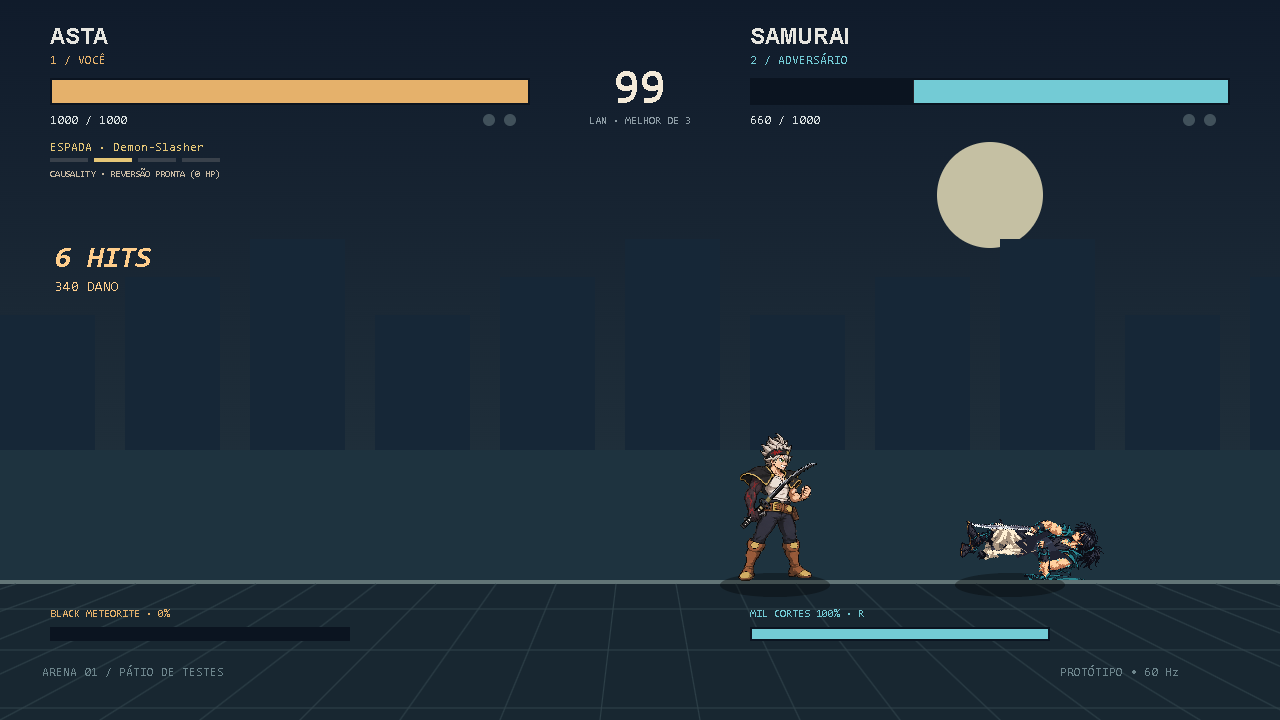 ASTA
1 / VOCÊ
1000 / 1000
ESPADA · Demon-Slasher
CAUSALITY · REVERSÃO PRONTA (0 HP)
6 HITS
340 DANO
99
LAN · MELHOR DE 3
SAMURAI
2 / ADVERSÁRIO
660 / 1000
BLACK METEORITE · 0%
MIL CORTES 100% · R
ARENA 01 / PÁTIO DE TESTES
PROTÓTIPO • 60 Hz